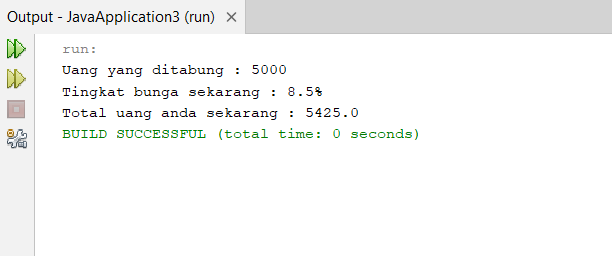 Output - JavaApplication3 (run) ×
run:
Uang yang ditabung : 5000
Tingkat bunga sekarang : 8.5%
Total uang anda sekarang : 5425.0
BUILD SUCCESSFUL (total time: 0 seconds)